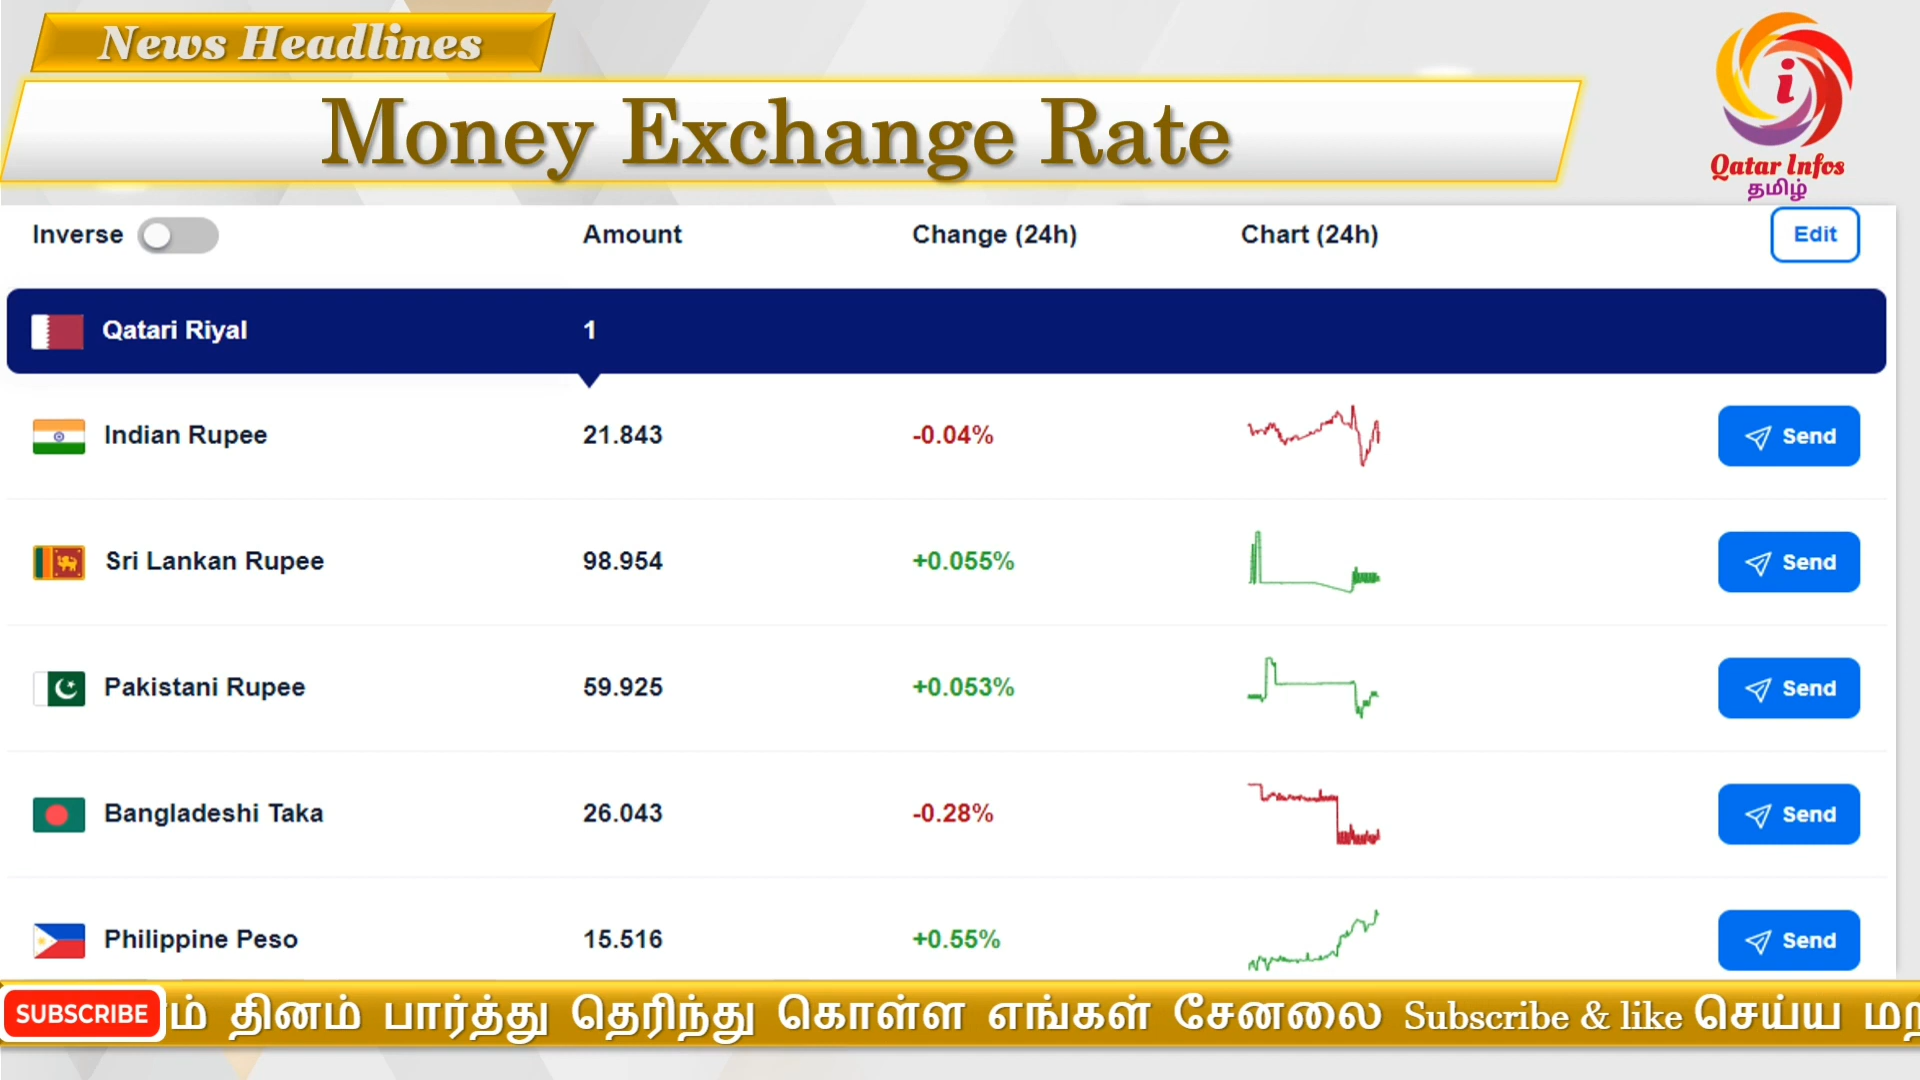 News Headlines
Money Exchange Rate
i
Qatar Infos
தமிழ்
Inverse Amount Change (24h) Chart (24h) Edit
Qatari Riyal 1
Indian Rupee 21.843 -0.04% Send
Sri Lankan Rupee 98.954 +0.055% Send
Pakistani Rupee 59.925 +0.053% Send
Bangladeshi Taka 26.043 -0.28% Send
Philippine Peso 15.516 +0.55% Send
SUBSCRIBE ம் தினம் பார்த்து தெரிந்து கொள்ள எங்கள் சேனலை Subscribe & like செய்ய மற